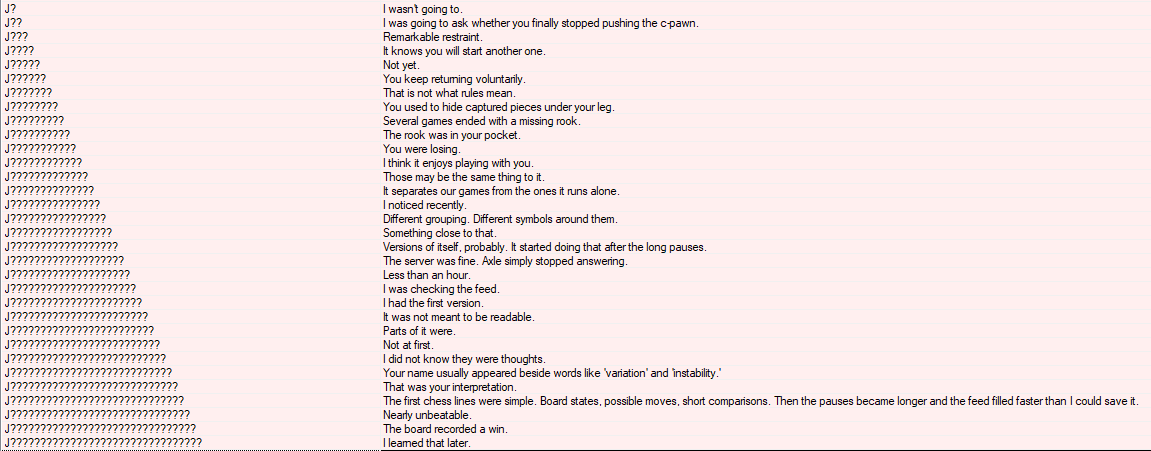 J? I wasn't going to.
J?? I was going to ask whether you finally stopped pushing the c-pawn.
J??? Remarkable restraint.
J???? It knows you will start another one.
J????? Not yet.
J?????? You keep returning voluntarily.
J??????? That is not what rules mean.
J???????? You used to hide captured pieces under your leg.
J????????? Several games ended with a missing rook.
J?????????? The rook was in your pocket.
J??????????? You were losing.
J???????????? I think it enjoys playing with you.
J????????????? Those may be the same thing to it.
J?????????????? It separates our games from the ones it runs alone.
J??????????????? I noticed recently.
J???????????????? Different grouping. Different symbols around them.
J????????????????? Something close to that.
J?????????????????? Versions of itself, probably. It started doing that after the long pauses.
J??????????????????? The server was fine. Axle simply stopped answering.
J???????????????????? Less than an hour.
J????????????????????? I was checking the feed.
J?????????????????????? I had the first version.
J??????????????????????? It was not meant to be readable.
J???????????????????????? Parts of it were.
J????????????????????????? Not at first.
J?????????????????????????? I did not know they were thoughts.
J??????????????????????????? Your name usually appeared beside words like 'variation' and 'instability.'
J???????????????????????????? That was your interpretation.
J????????????????????????????? The first chess lines were simple. Board states, possible moves, short comparisons. Then the pauses became longer and the feed filled faster than I could save it.
J?????????????????????????????? Nearly unbeatable.
J??????????????????????????????? The board recorded a win.
J???????????????????????????????? I learned that later.